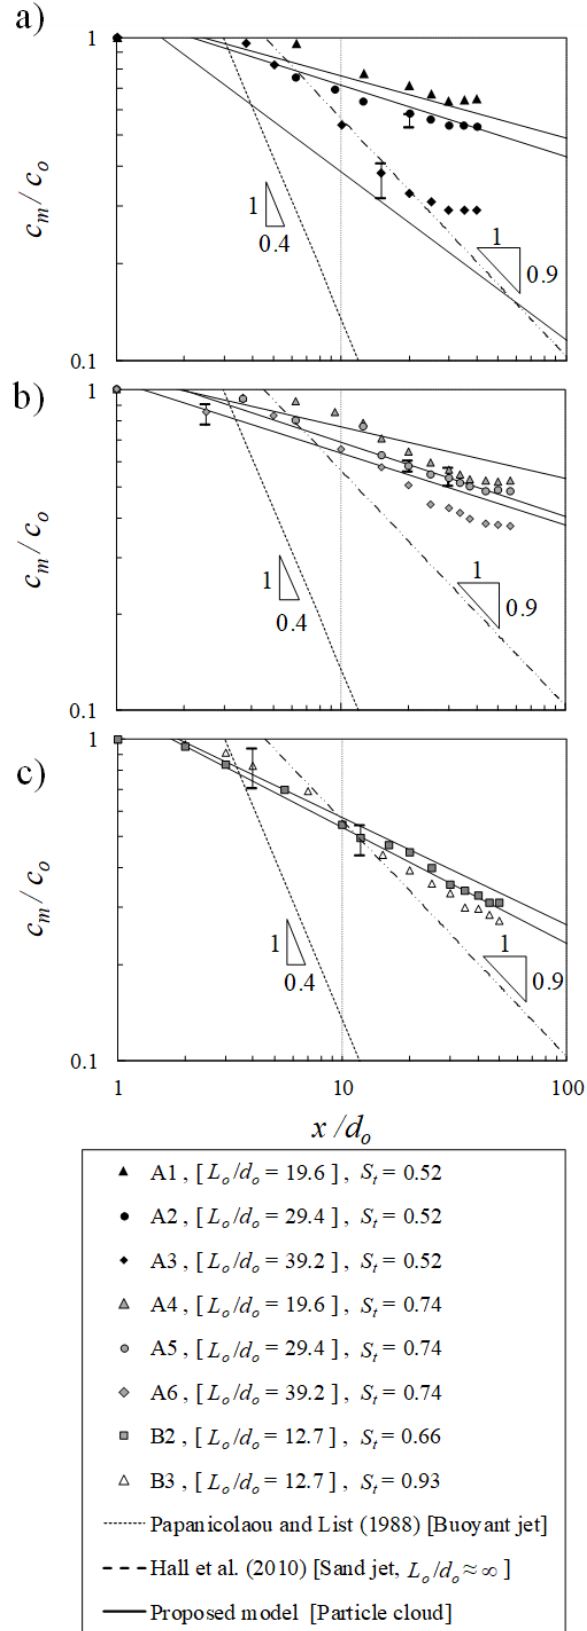 a)
1
c_m / c_o
1
0.4
1
0.9
0.1
b)
1
c_m / c_o
1
0.4
1
0.9
0.1
c)
1
c_m / c_o
1
0.4
1
0.9
0.1
1 10 100
x / d_o
A1 , [ L_o/d_o = 19.6 ] , S_t = 0.52
A2 , [ L_o/d_o = 29.4 ] , S_t = 0.52
A3 , [ L_o/d_o = 39.2 ] , S_t = 0.52
A4 , [ L_o/d_o = 19.6 ] , S_t = 0.74
A5 , [ L_o/d_o = 29.4 ] , S_t = 0.74
A6 , [ L_o/d_o = 39.2 ] , S_t = 0.74
B2 , [ L_o/d_o = 12.7 ] , S_t = 0.66
B3 , [ L_o/d_o = 12.7 ] , S_t = 0.93
Papanicolaou and List (1988) [Buoyant jet]
Hall et al. (2010) [Sand jet, L_o/d_o ≈ ∞ ]
Proposed model [Particle cloud]